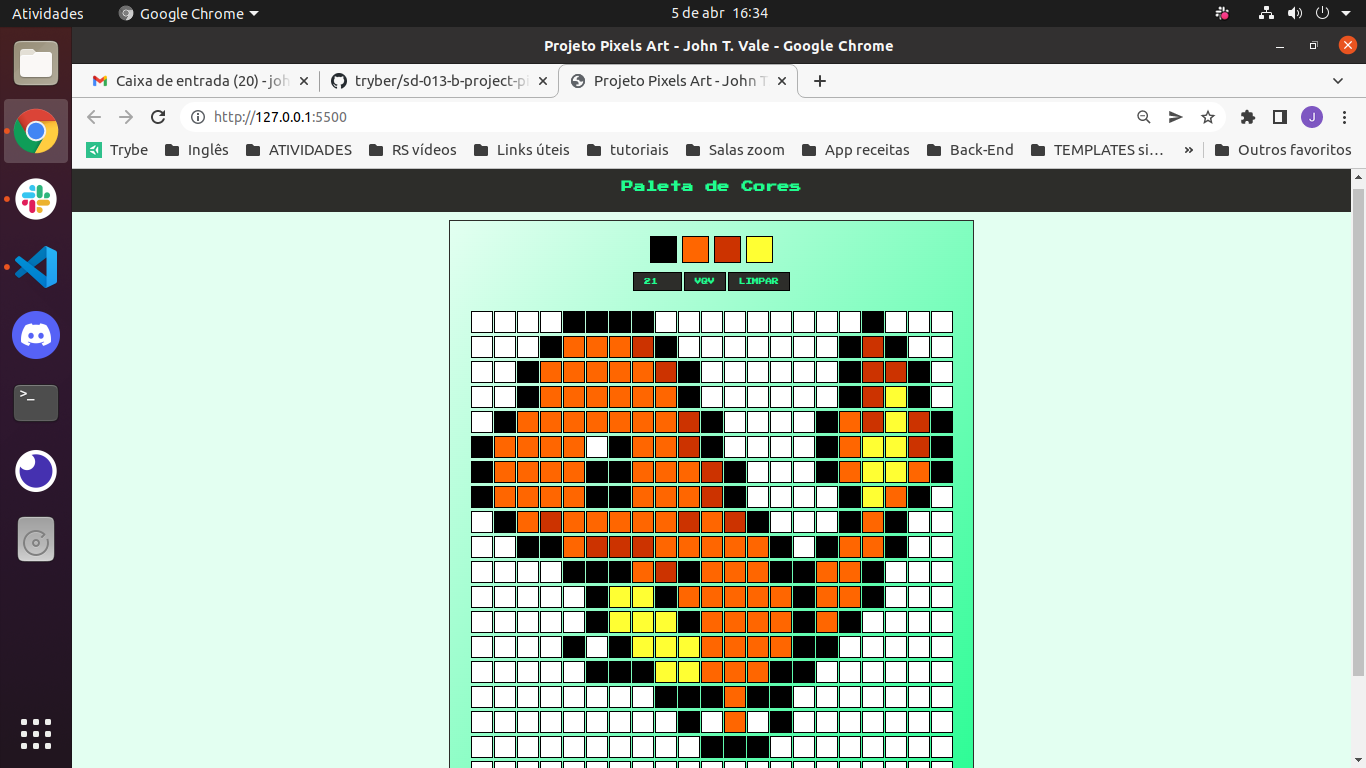 Atividades
Google Chrome
5 de abr 16:34
Projeto Pixels Art - John T. Vale - Google Chrome
Caixa de entrada (20) - joh
tryber/sd-013-b-project-pi
Projeto Pixels Art - John T.
http://127.0.0.1:5500
J
Trybe
Inglês
ATIVIDADES
RS vídeos
Links úteis
tutoriais
Salas zoom
App receitas
Back-End
TEMPLATES si...
»
Outros favoritos
Paleta de Cores
21
VQV
LIMPAR
>_